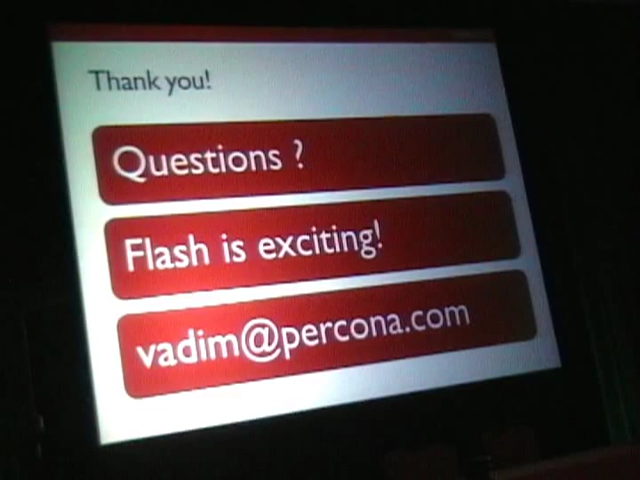 Thank you!
Questions ?
Flash is exciting!
vadim@percona.com